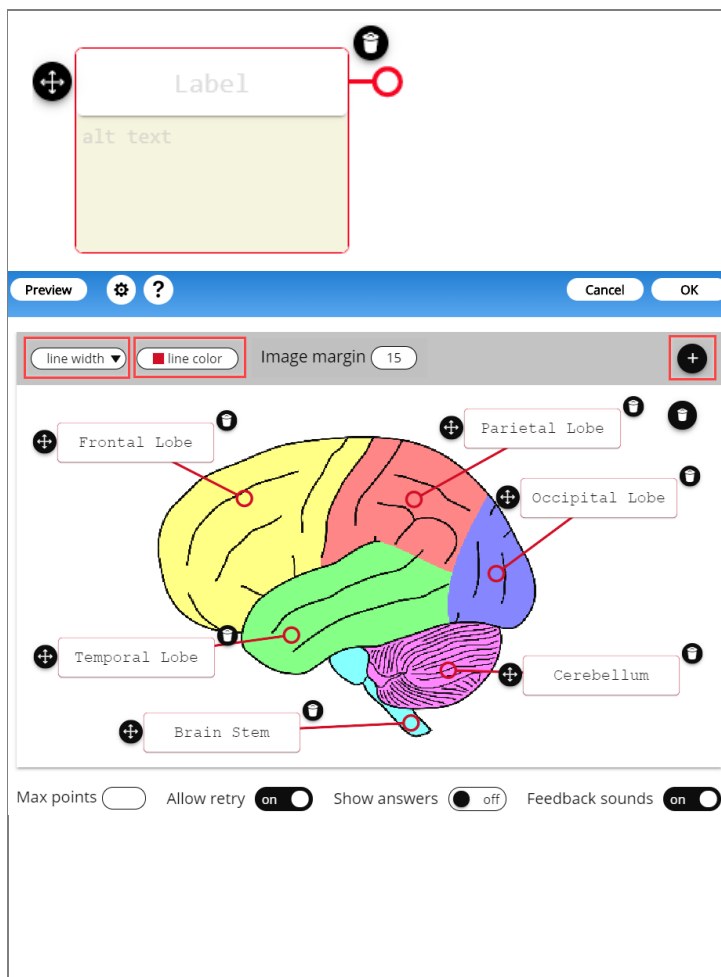 Label
alt text
Preview ? Cancel OK
line width line color Image margin 15 +
Frontal Lobe
Parietal Lobe
Occipital Lobe
Temporal Lobe
Cerebellum
Brain Stem
Max points Allow retry on Show answers off Feedback sounds on